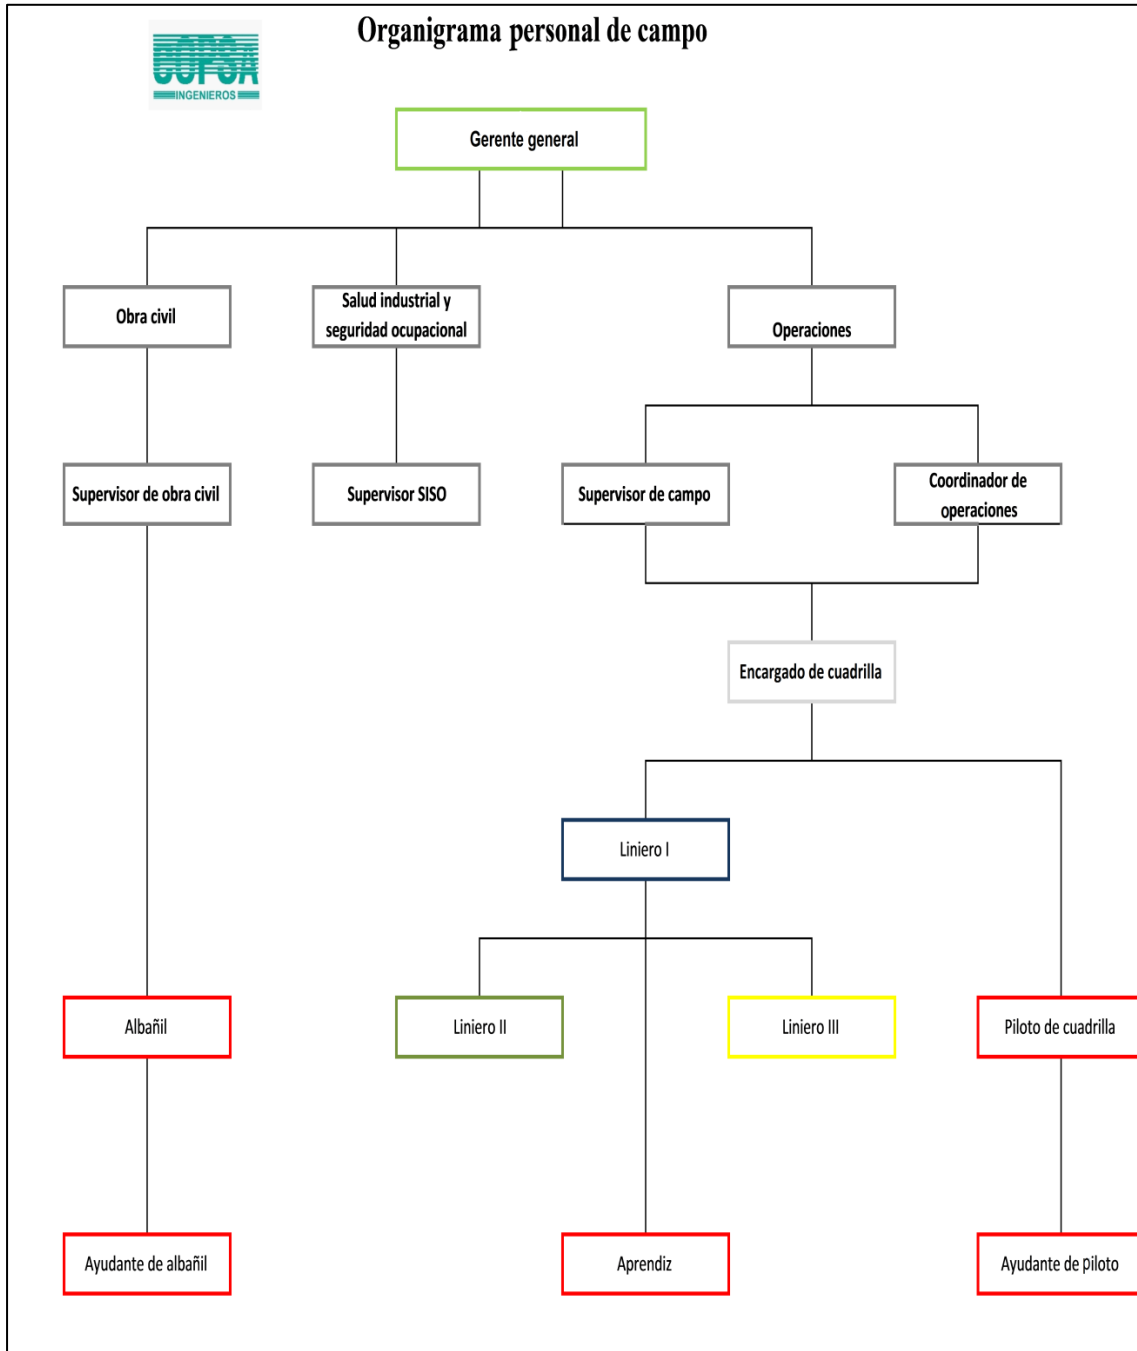 Organigrama personal de campo
COPSA
INGENIEROS
Gerente general
Obra civil
Salud industrial y
seguridad ocupacional
Operaciones
Supervisor de obra civil
Supervisor SISO
Supervisor de campo
Coordinador de
operaciones
Encargado de cuadrilla
Liniero I
Albañil
Liniero II
Liniero III
Piloto de cuadrilla
Ayudante de albañil
Aprendiz
Ayudante de piloto